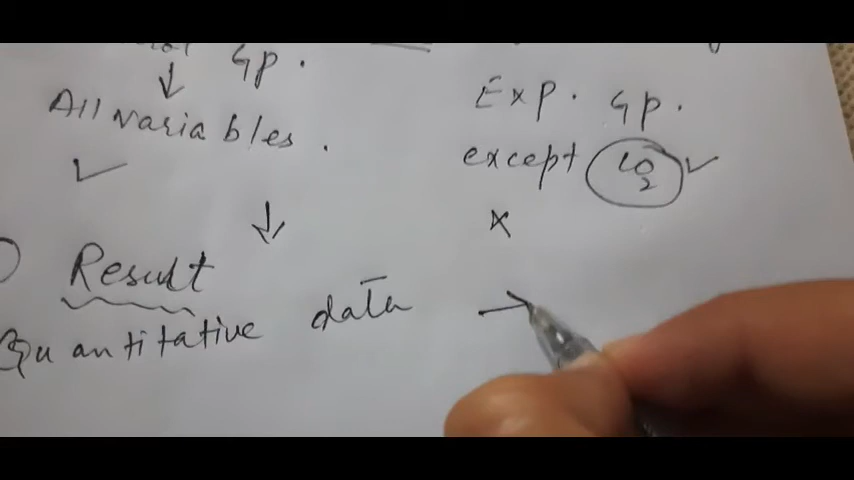 Gp.
All variables.
Exp. Gp.
except CO2
Result
Quantitative data →